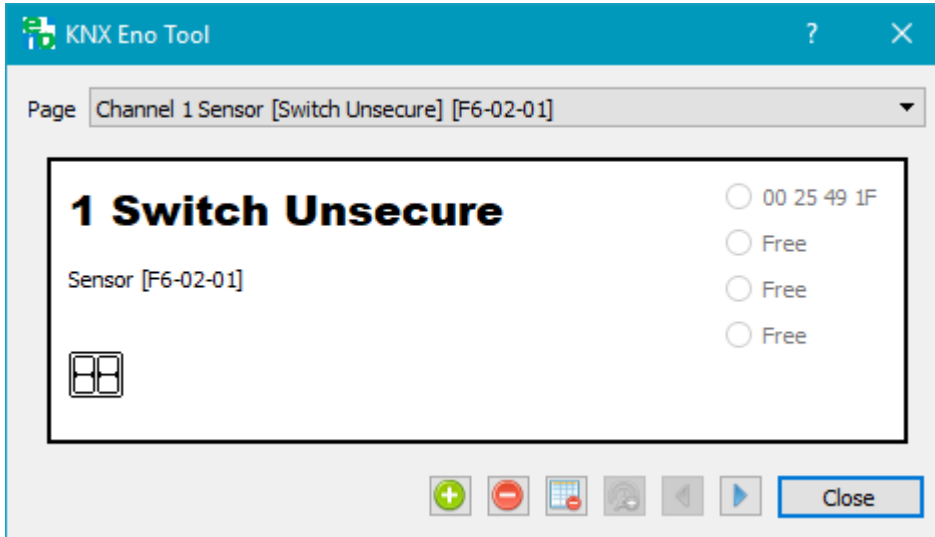 KNX Eno Tool
?
Page Channel 1 Sensor [Switch Unsecure] [F6-02-01]
1 Switch Unsecure
00 25 49 1F
Free
Sensor [F6-02-01]
Free
Free
Close